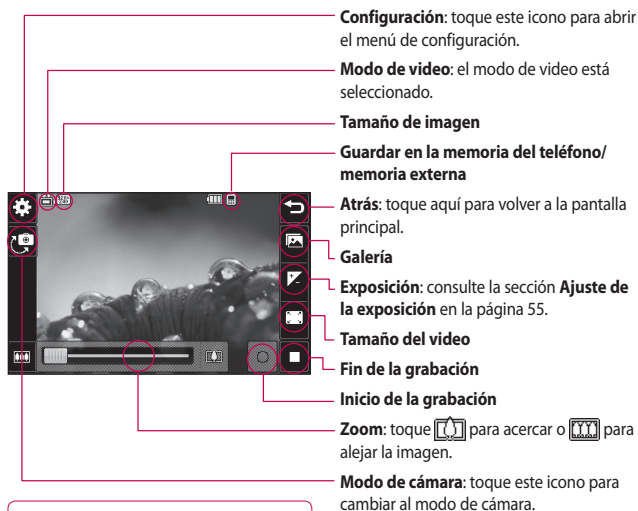 Configuración: toque este icono para abrir
el menú de configuración.
Modo de video: el modo de video está
seleccionado.
Tamaño de imagen
Guardar en la memoria del teléfono/
memoria externa
Atrás: toque aquí para volver a la pantalla
principal.
Galería
Exposición: consulte la sección Ajuste de
la exposición en la página 55.
Tamaño del video
Fin de la grabación
Inicio de la grabación
Zoom: toque para acercar o para
alejar la imagen.
Modo de cámara: toque este icono para
cambiar al modo de cámara.